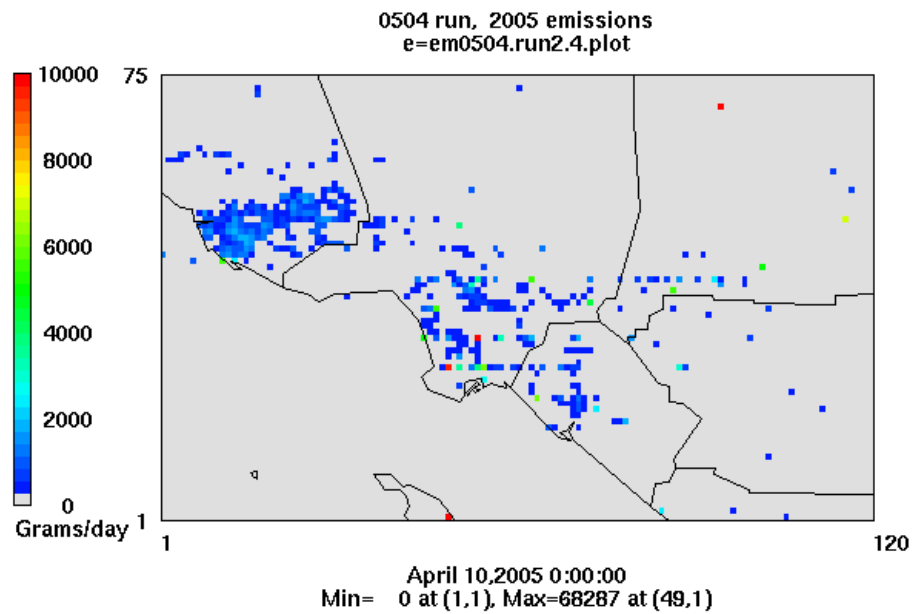 0504 run, 2005 emissions
e=em0504.run2.4.plot
10000
8000
6000
4000
2000
0
Grams/day
75
1
1
120
April 10,2005 0:00:00
Min= 0 at (1,1), Max=68287 at (49,1)